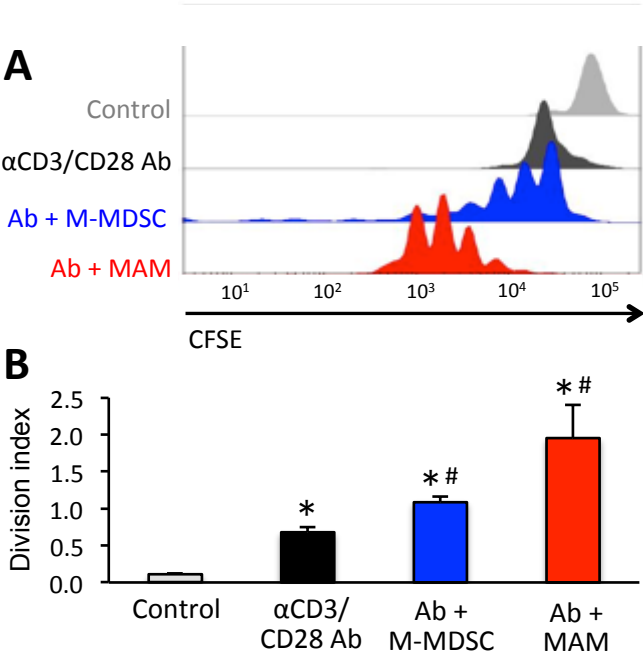 A
Control
αCD3/CD28 Ab
Ab + M-MDSC
Ab + MAM
10¹ 10² 10³ 10⁴ 10⁵
CFSE
B
Division index
2.5
2.0
1.5
1.0
0.5
0.0
*
* #
* #
Control αCD3/ Ab + Ab +
CD28 Ab M-MDSC MAM